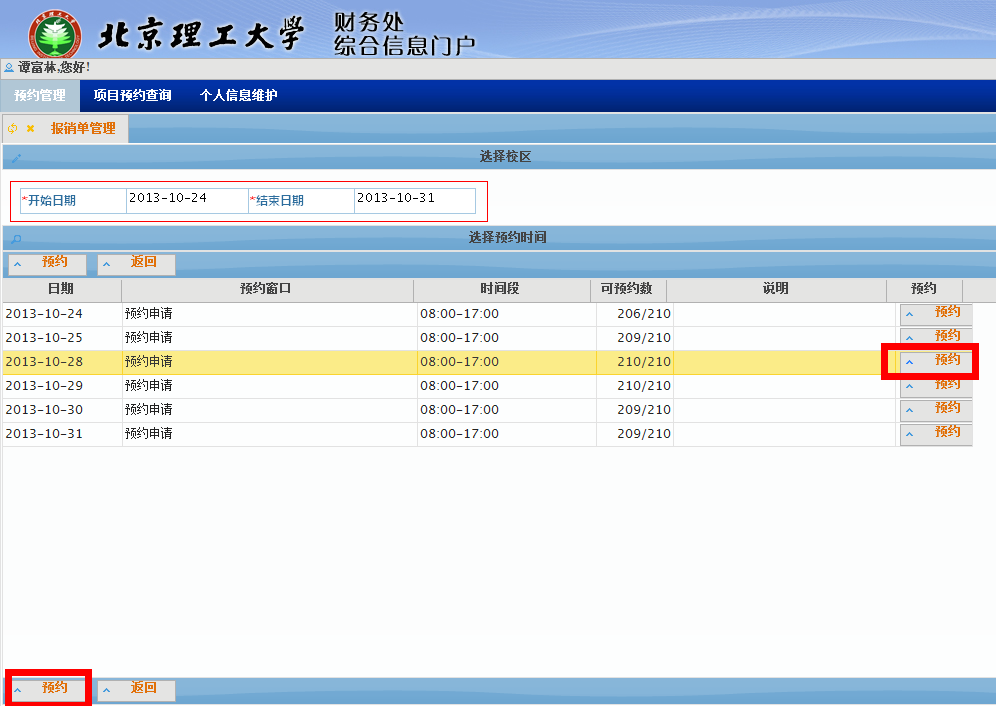 北京理工大学 财务处
综合信息门户
谭富林,您好!
预约管理 项目预约查询 个人信息维护
报销单管理
选择校区
*开始日期 2013-10-24 *结束日期 2013-10-31
选择预约时间
预约 返回
日期 预约窗口 时间段 可预约数 说明 预约
2013-10-24 预约申请 08:00-17:00 206/210 预约
2013-10-25 预约申请 08:00-17:00 209/210 预约
2013-10-28 预约申请 08:00-17:00 210/210 预约
2013-10-29 预约申请 08:00-17:00 210/210 预约
2013-10-30 预约申请 08:00-17:00 209/210 预约
2013-10-31 预约申请 08:00-17:00 209/210 预约
预约 返回